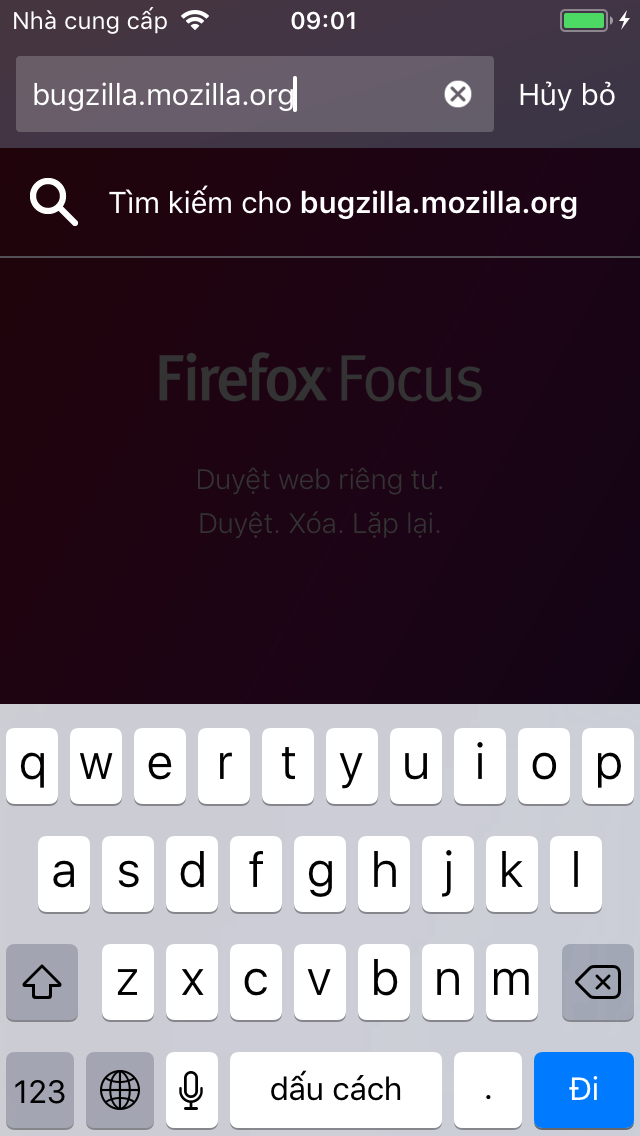 Nhà cung cấp 09:01
bugzilla.mozilla.org Hủy bỏ
Tìm kiếm cho bugzilla.mozilla.org
Firefox Focus
Duyệt web riêng tư.
Duyệt. Xóa. Lặp lại.
q w e r t y u i o p
a s d f g h j k l
z x c v b n m
123 dấu cách . Đi